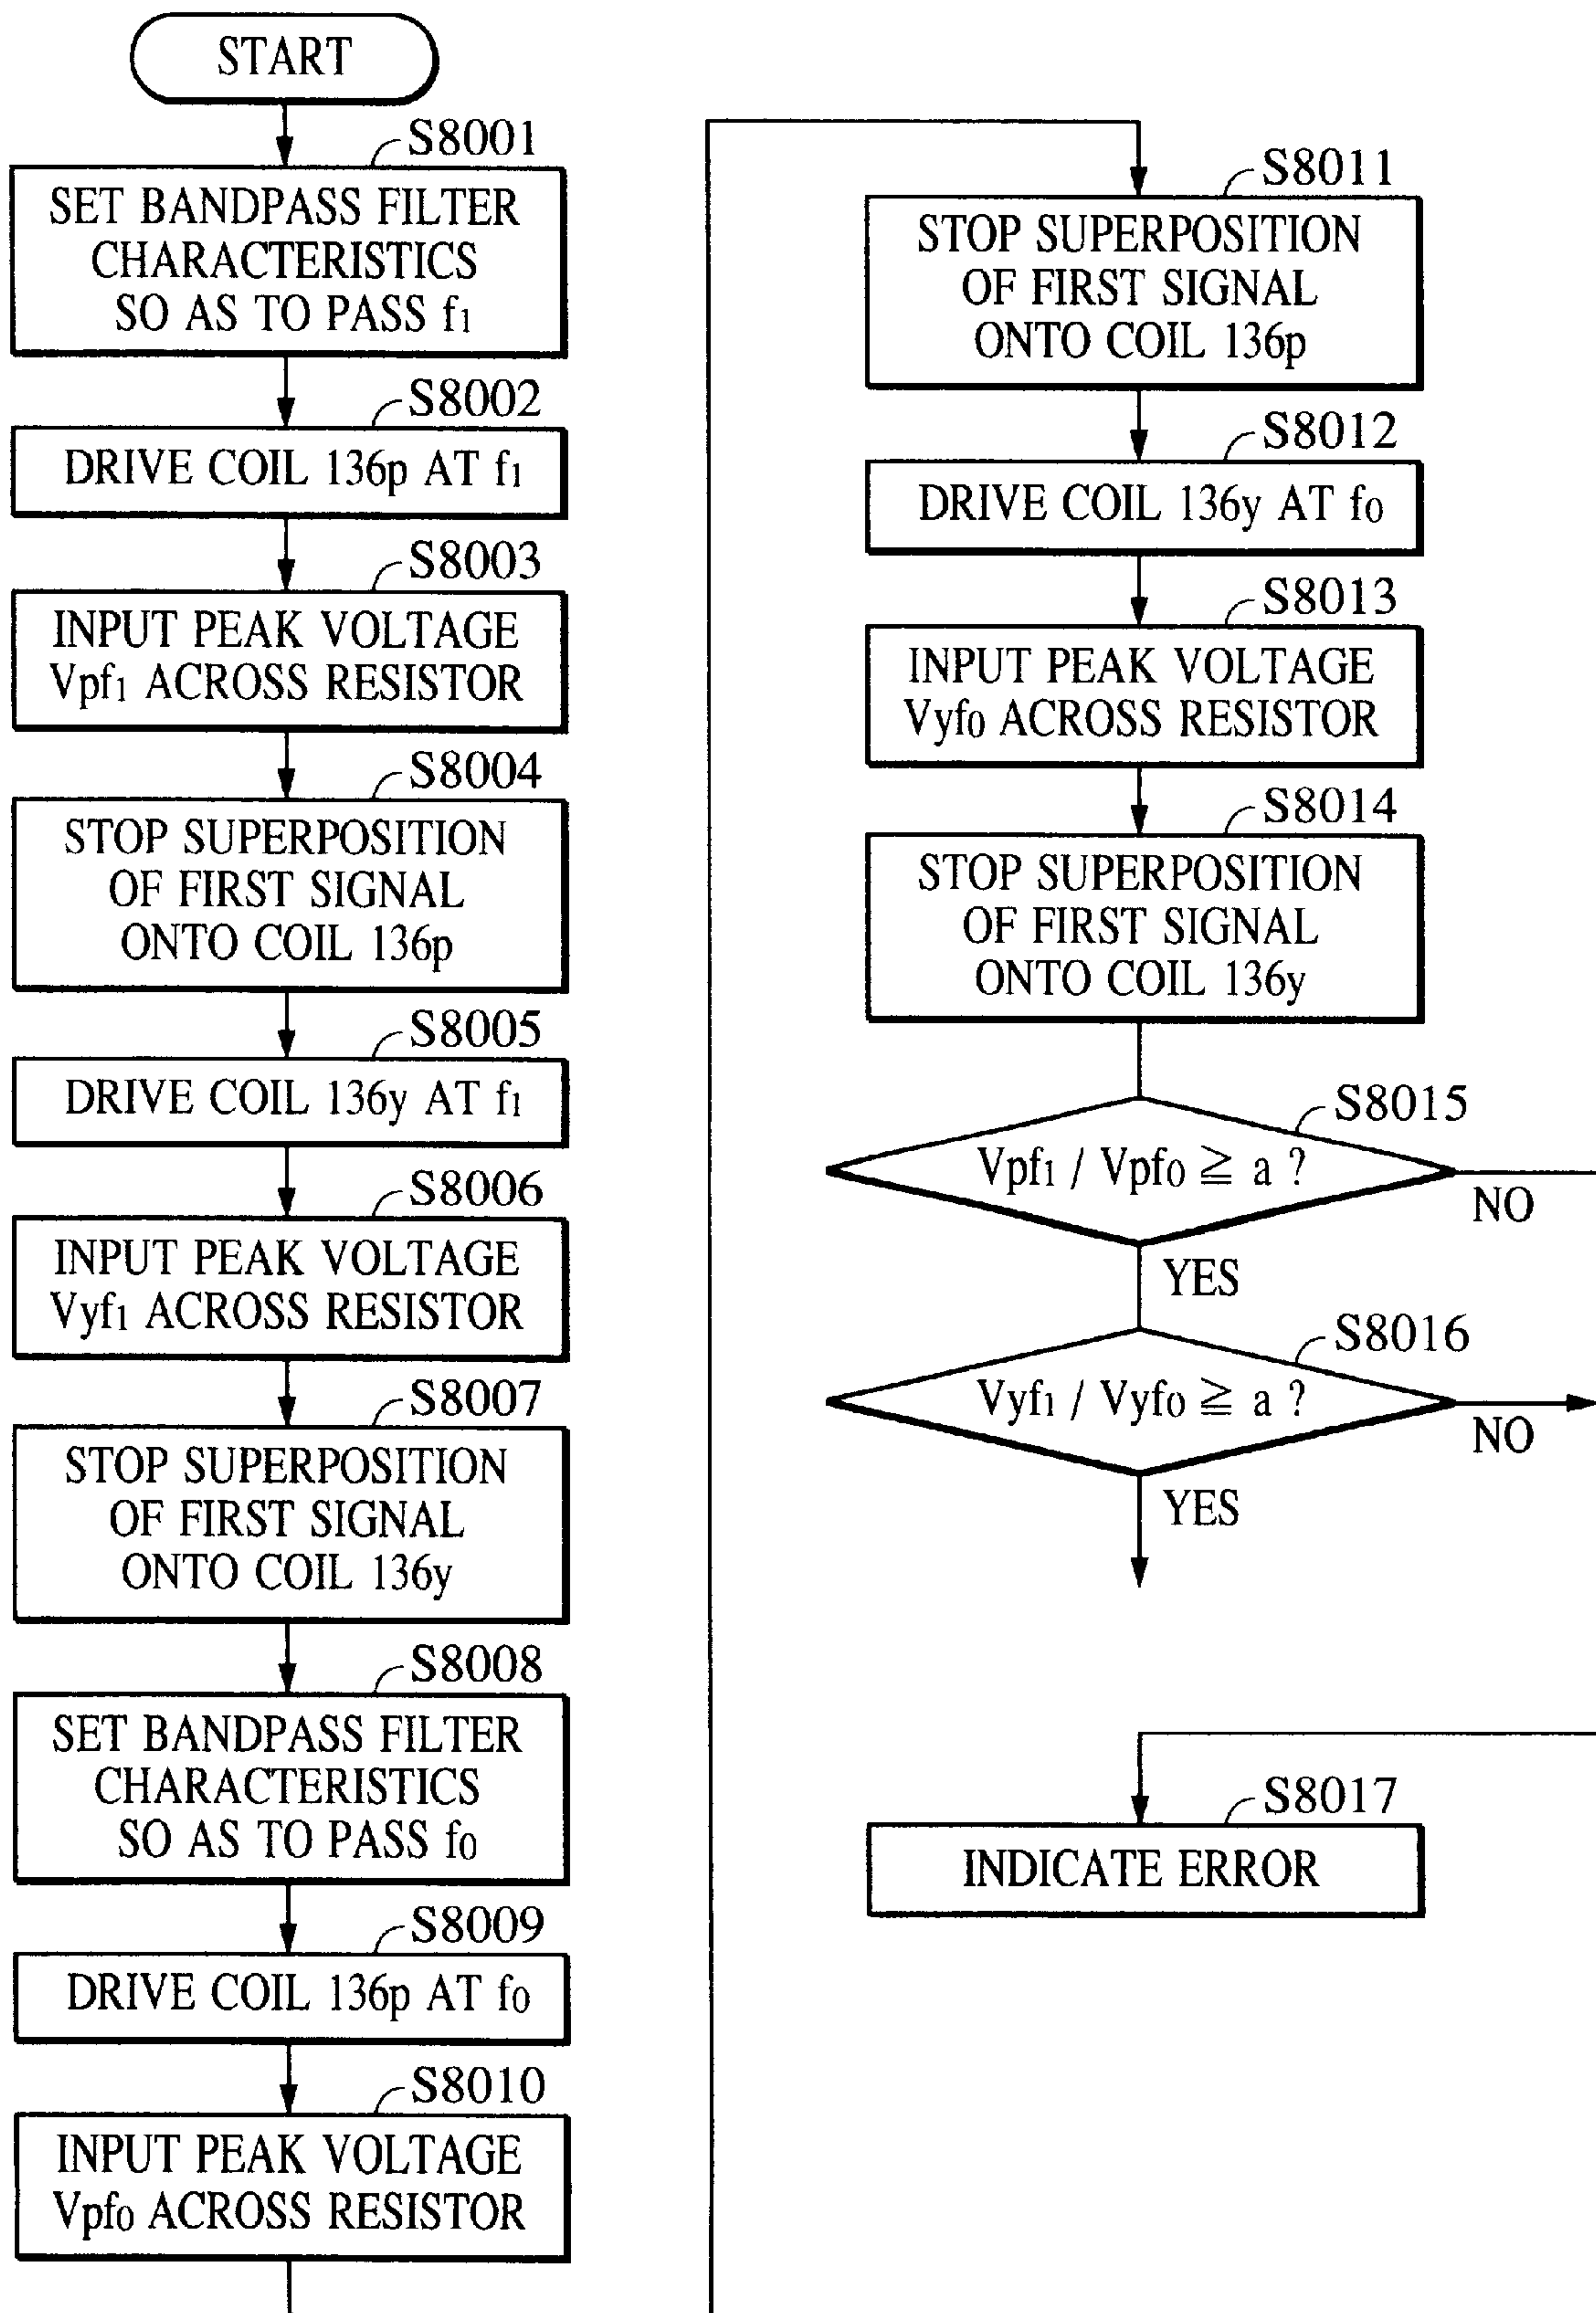 START
S8001
SET BANDPASS FILTER
CHARACTERISTICS
SO AS TO PASS f1
S8002
DRIVE COIL 136p AT f1
S8003
INPUT PEAK VOLTAGE
Vpf1 ACROSS RESISTOR
S8004
STOP SUPERPOSITION
OF FIRST SIGNAL
ONTO COIL 136p
S8005
DRIVE COIL 136y AT f1
S8006
INPUT PEAK VOLTAGE
Vyf1 ACROSS RESISTOR
S8007
STOP SUPERPOSITION
OF FIRST SIGNAL
ONTO COIL 136y
S8008
SET BANDPASS FILTER
CHARACTERISTICS
SO AS TO PASS f0
S8009
DRIVE COIL 136p AT f0
S8010
INPUT PEAK VOLTAGE
Vpf0 ACROSS RESISTOR
S8011
STOP SUPERPOSITION
OF FIRST SIGNAL
ONTO COIL 136p
S8012
DRIVE COIL 136y AT f0
S8013
INPUT PEAK VOLTAGE
Vyf0 ACROSS RESISTOR
S8014
STOP SUPERPOSITION
OF FIRST SIGNAL
ONTO COIL 136y
S8015
Vpf1 / Vpf0 ≧ a ?
NO
YES
S8016
Vyf1 / Vyf0 ≧ a ?
NO
YES
S8017
INDICATE ERROR